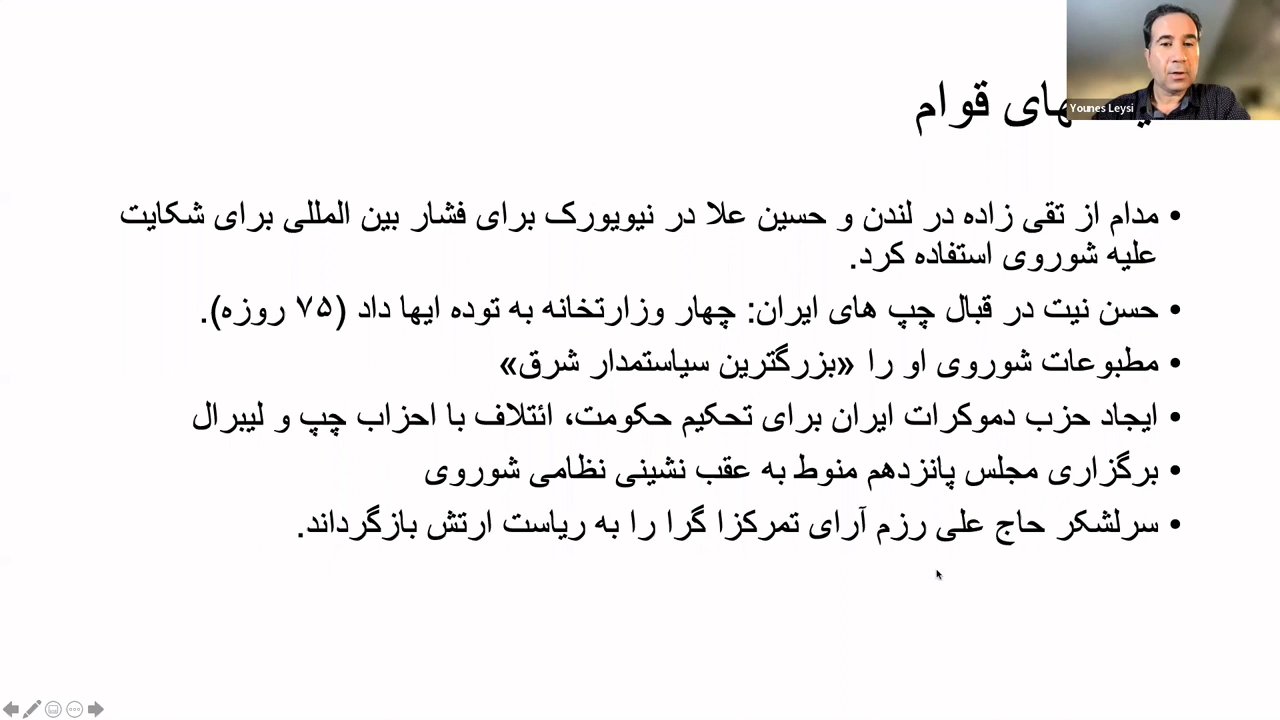 های قوام
Younes Leysi
• مدام از تقی زاده در لندن و حسین علا در نیویورک برای فشار بین المللی برای شکایت
علیه شوروی استفاده کرد.
• حسن نیت در قبال چپ های ایران: چهار وزارتخانه به توده ایها داد (۷۵ روزه).
• مطبوعات شوروی او را «بزرگترین سیاستمدار شرق»
• ایجاد حزب دموکرات ایران برای تحکیم حکومت، ائتلاف با احزاب چپ و لیبرال
• برگزاری مجلس پانزدهم منوط به عقب نشینی نظامی شوروی
• سرلشکر حاج علی رزم آرای تمرکزا گرا را به ریاست ارتش بازگرداند.